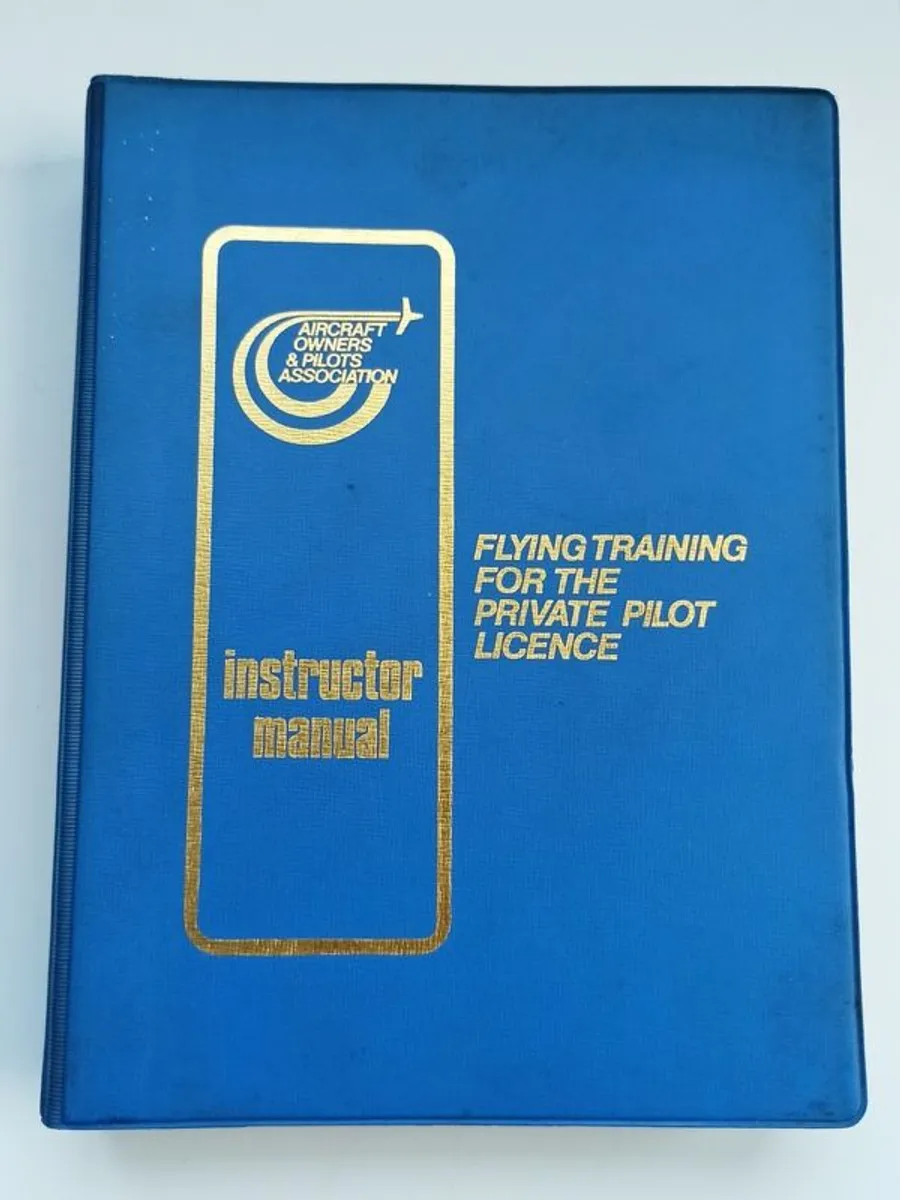 AIRCRAFT
OWNERS
& PILOTS
ASSOCIATION
FLYING TRAINING
FOR THE
PRIVATE PILOT
LICENCE
instructor
manual